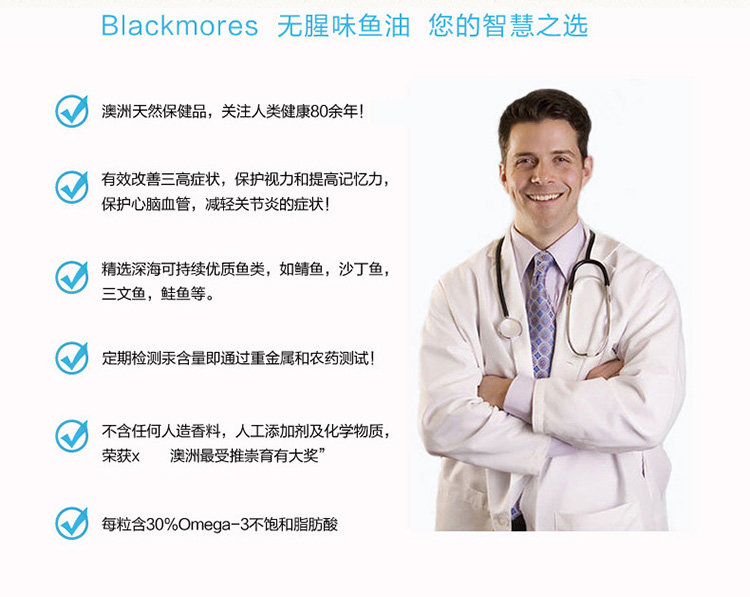 Blackmores 无腥味鱼油 您的智慧之选
澳洲天然保健品，关注人类健康80余年！
有效改善三高症状，保护视力和提高记忆力，
保护心脑血管，减轻关节炎的症状！
精选深海可持续优质鱼类，如鲭鱼，沙丁鱼，
三文鱼，鲑鱼等。
定期检测汞含量即通过重金属和农药测试！
不含任何人造香料，人工添加剂及化学物质，
荣获x 澳洲最受推崇育有大奖”
每粒含30%Omega-3不饱和脂肪酸